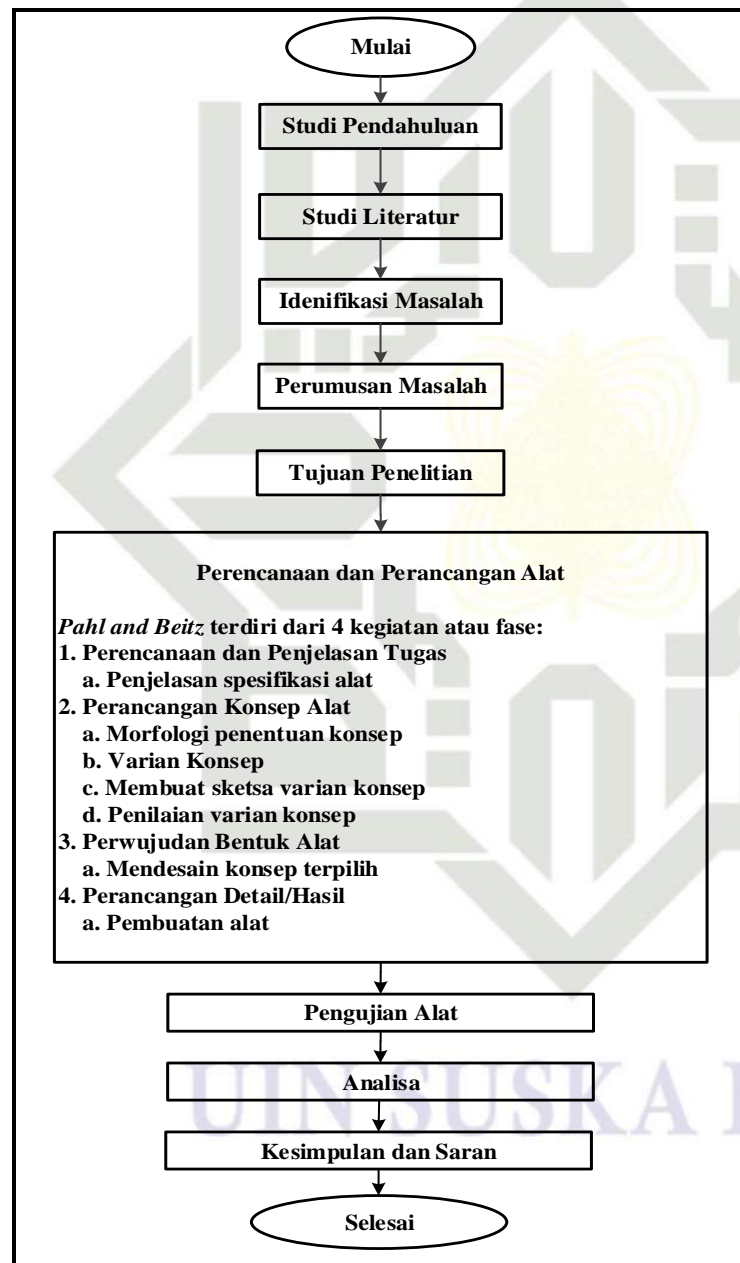 Mulai
Studi Pendahuluan
Studi Literatur
Idenifikasi Masalah
Perumusan Masalah
Tujuan Penelitian
Perencanaan dan Perancangan Alat
Pahl and Beitz terdiri dari 4 kegiatan atau fase:
1. Perencanaan dan Penjelasan Tugas
a. Penjelasan spesifikasi alat
2. Perancangan Konsep Alat
a. Morfologi penentuan konsep
b. Varian Konsep
c. Membuat sketsa varian konsep
d. Penilaian varian konsep
3. Perwujudan Bentuk Alat
a. Mendesain konsep terpilih
4. Perancangan Detail/Hasil
a. Pembuatan alat
Pengujian Alat
Analisa
UIN SUSKA
Kesimpulan dan Saran
Selesai